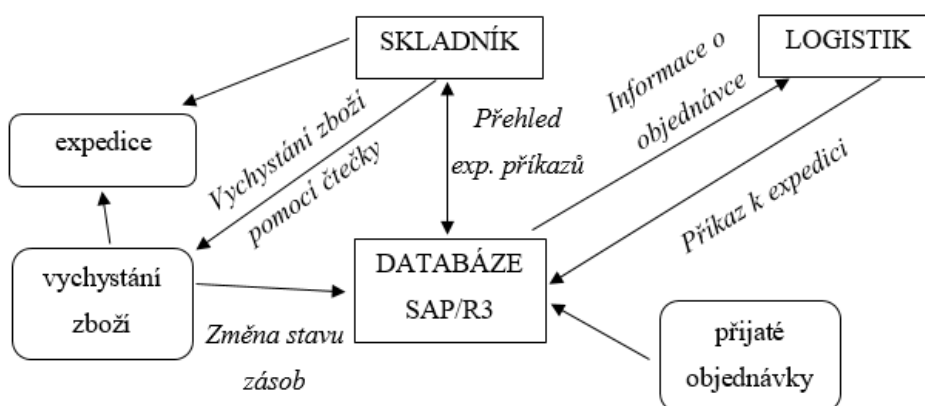 SKLADNÍK
LOGISTIK
Informace o
objednávce
expedice
Vychystání zboží
pomocí čtečky
Přehled
exp. příkazů
Příkaz k expedici
vychystání
zboží
DATABÁZE
SAP/R3
Změna stavu
zásob
přijaté
objednávky